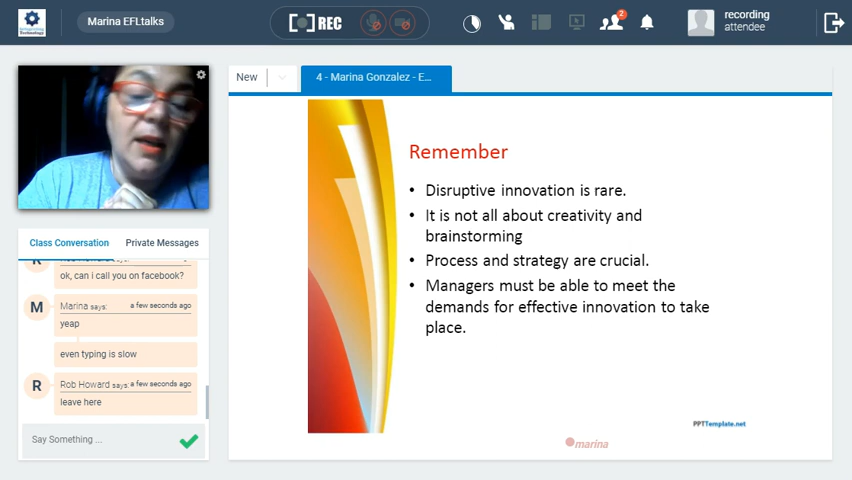 Marina EFLtalks
REC
2
recording
attendee
New
4 - Marina Gonzalez - E...
Remember
• Disruptive innovation is rare.
• It is not all about creativity and
brainstorming
• Process and strategy are crucial.
• Managers must be able to meet the
demands for effective innovation to take
place.
PPTTemplate.net
marina
Class Conversation
Private Messages
R
ok, can i call you on facebook?
M
Marina says: a few seconds ago
yeap
even typing is slow
R
Rob Howard says: a few seconds ago
leave here
Say Something ...